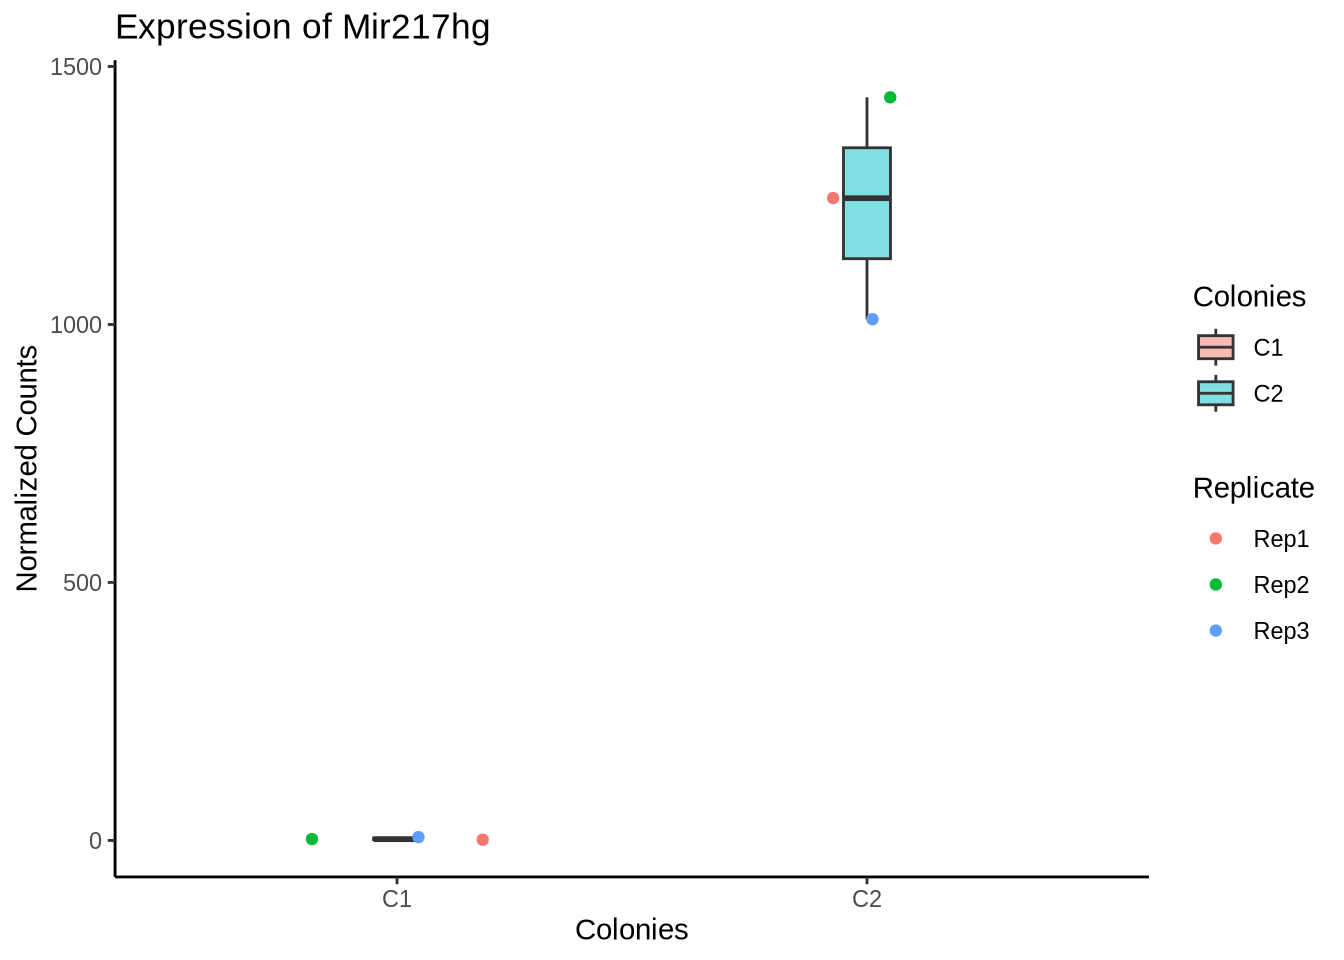 Expression of Mir217hg
1500
1000
500
0
Normalized Counts
C1
C2
Colonies
Colonies
C1
C2
Replicate
Rep1
Rep2
Rep3